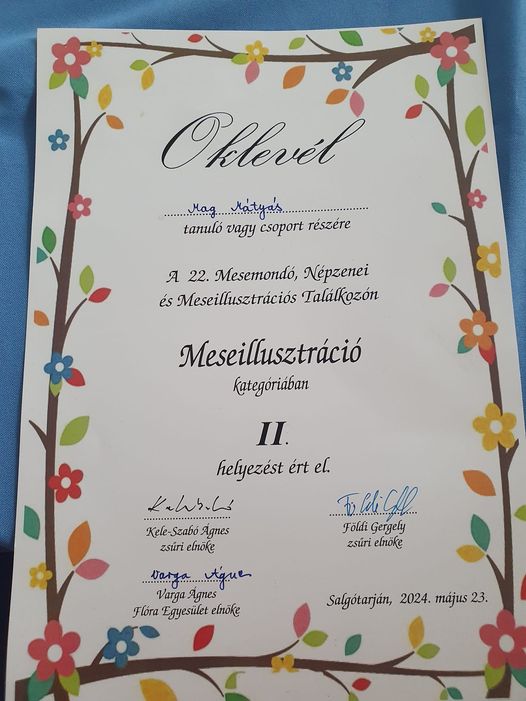 Oklevél
Mag Mátyás
tanuló vagy csoport részére
A 22. Mesemondó, Népzenei
és Meseillusztrációs Találkozón
Meseillusztráció
kategóriában
II.
helyezést ért el.
Kele-Szabó Ágnes
zsűri elnöke
Földi Gergely
zsűri elnöke
Varga Ágnes
Varga Ágnes
Flóra Egyesület elnöke
Salgótarján, 2024. május 23.